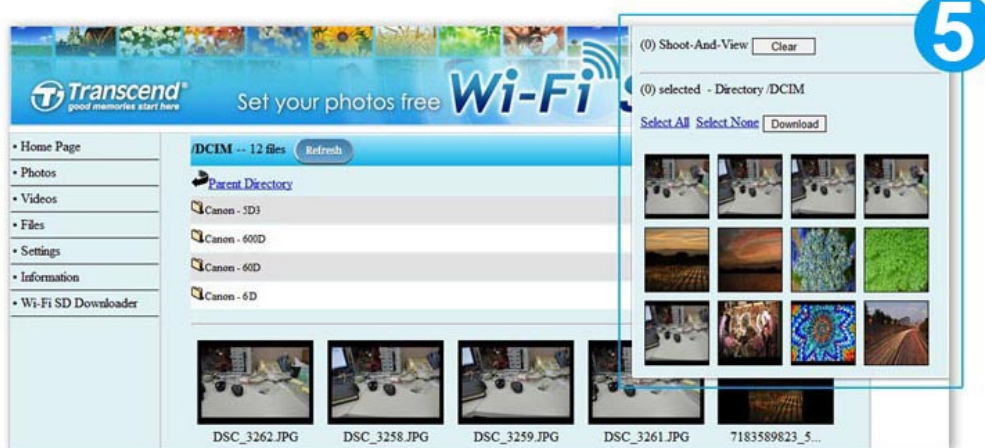 5
Transcend®
good memories start here
Set your photos free Wi-Fi S
• Home Page
• Photos
• Videos
• Files
• Settings
• Information
• Wi-Fi SD Downloader
/DCIM -- 12 files Refresh
Parent Directory
Canon - 5D3
Canon - 600D
Canon - 60D
Canon - 6D
DSC_3262.JPG DSC_3258.JPG DSC_3259.JPG DSC_3261.JPG 7183589823_5...
(0) Shoot-And-View Clear
(0) selected - Directory /DCIM
Select All Select None Download